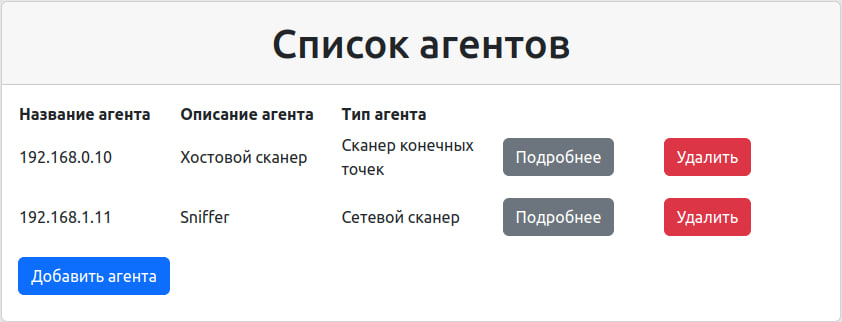 Список агентов
Название агента Описание агента Тип агента
192.168.0.10 Хостовой сканер Сканер конечных точек Подробнее Удалить
192.168.1.11 Sniffer Сетевой сканер Подробнее Удалить
Добавить агента